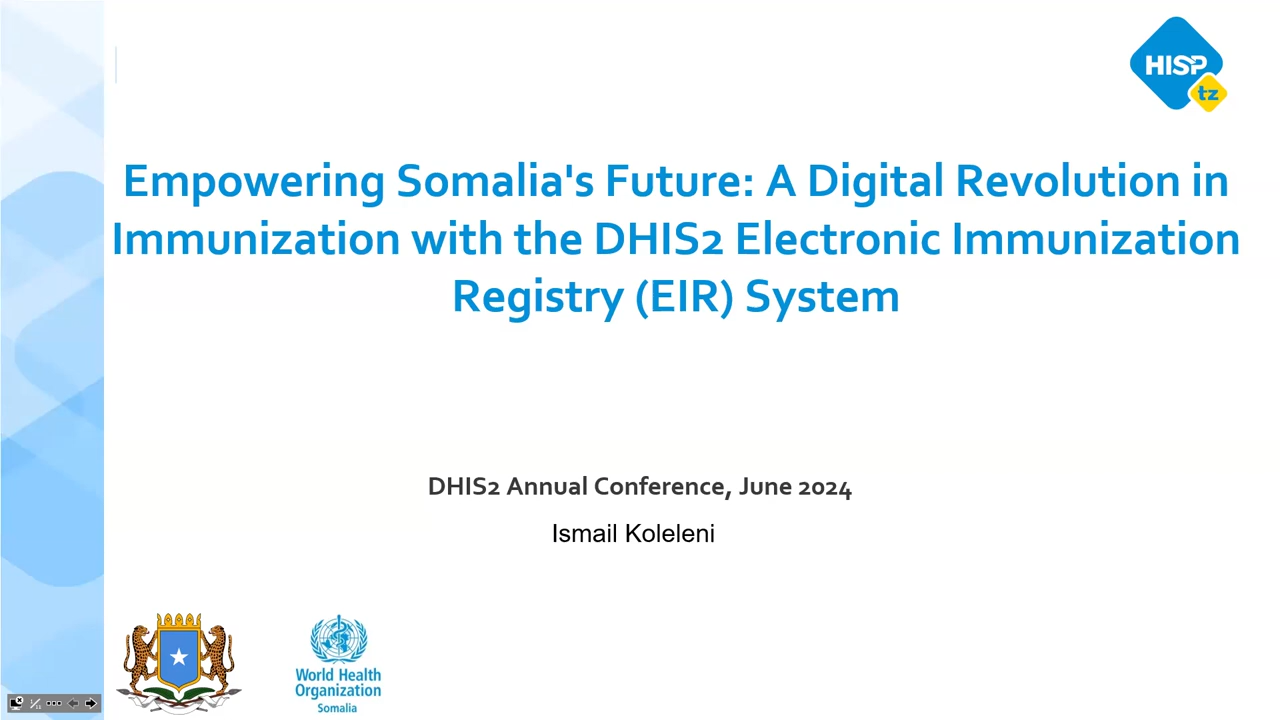 HISP
tz
Empowering Somalia's Future: A Digital Revolution in
Immunization with the DHIS2 Electronic Immunization
Registry (EIR) System
DHIS2 Annual Conference, June 2024
Ismail Koleleni
World Health
Organization
Somalia